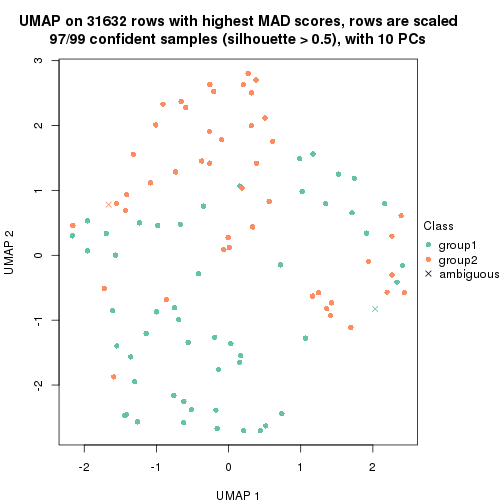 UMAP on 31632 rows with highest MAD scores, rows are scaled
97/99 confident samples (silhouette > 0.5), with 10 PCs
3
2
1
0
-1
-2
UMAP 2
-2
-1
0
1
2
UMAP 1
Class
group1
group2
ambiguous